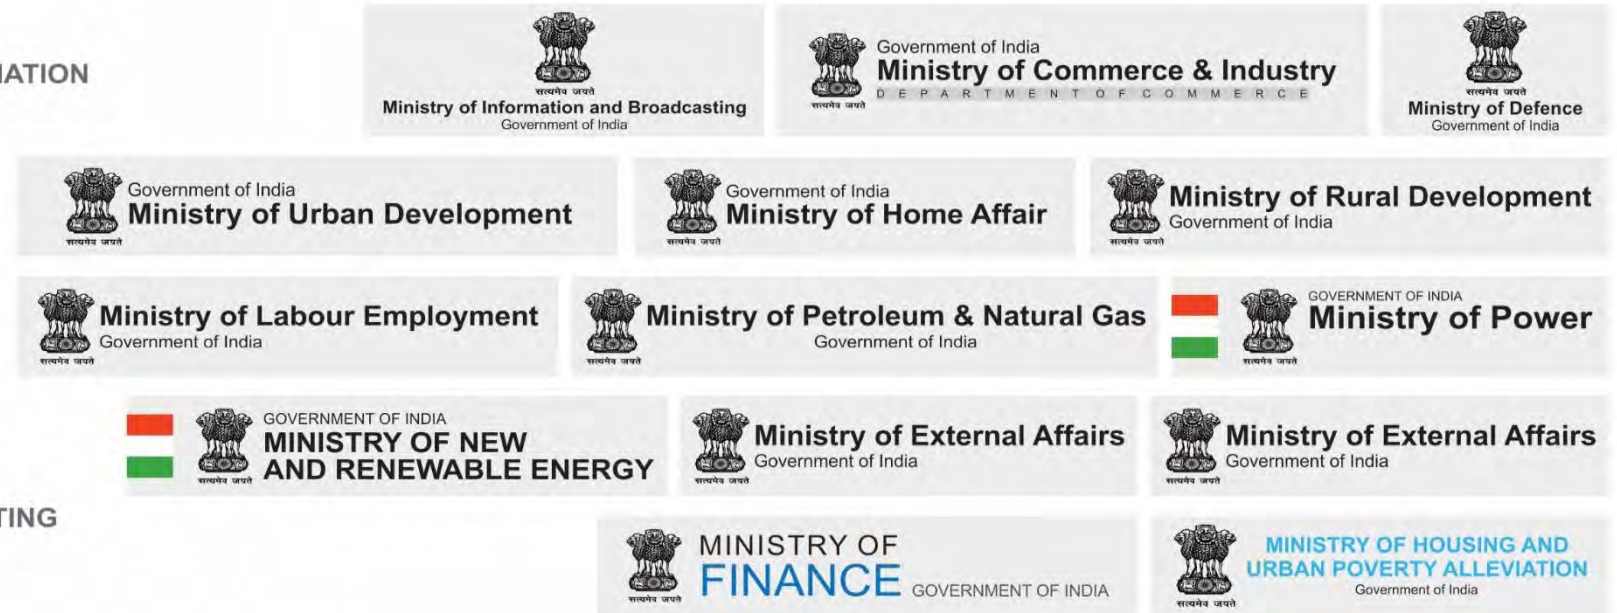 IATION
सत्यमेव जयते
Ministry of Information and Broadcasting
Government of India
सत्यमेव जयते
Government of India
Ministry of Commerce & Industry
DEPARTMENT OF COMMERCE
सत्यमेव जयते
Ministry of Defence
Government of India
सत्यमेव जयते
Government of India
Ministry of Urban Development
सत्यमेव जयते
Government of India
Ministry of Home Affair
सत्यमेव जयते
Ministry of Rural Development
Government of India
सत्यमेव जयते
Ministry of Labour Employment
Government of India
सत्यमेव जयते
Ministry of Petroleum & Natural Gas
Government of India
सत्यमेव जयते
GOVERNMENT OF INDIA
Ministry of Power
सत्यमेव जयते
GOVERNMENT OF INDIA
MINISTRY OF NEW
AND RENEWABLE ENERGY
सत्यमेव जयते
Ministry of External Affairs
Government of India
सत्यमेव जयते
Ministry of External Affairs
Government of India
TING
सत्यमेव जयते
MINISTRY OF
FINANCE GOVERNMENT OF INDIA
सत्यमेव जयते
MINISTRY OF HOUSING AND
URBAN POVERTY ALLEVIATION
Government of India